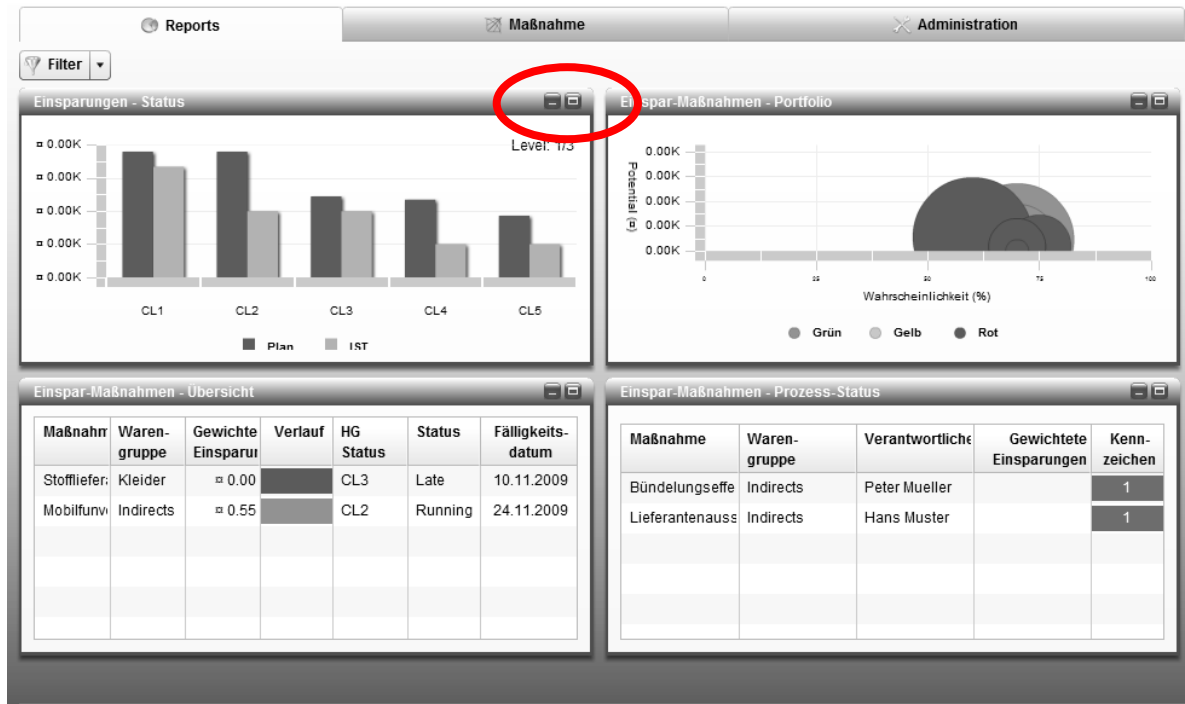 Reports
Maßnahme
Administration
Filter
Einsparungen - Status
¤ 0.00K
¤ 0.00K
¤ 0.00K
¤ 0.00K
¤ 0.00K
Level: 1/3
CL1 CL2 CL3 CL4 CL5
Plan IST
Einspar-Maßnahmen - Portfolio
Potential (¤)
0.00K
0.00K
0.00K
0.00K
0.00K
0 25 50 75 100
Wahrscheinlichkeit (%)
Grün Gelb Rot
Einspar-Maßnahmen - Übersicht
Maßnahm Waren- Gewichte Verlauf HG Status Fälligkeits-
gruppe Einsparun Status datum
Stoffliefera Kleider ¤ 0.00 CL3 Late 10.11.2009
Mobilfunve Indirects ¤ 0.55 CL2 Running 24.11.2009
Einspar-Maßnahmen - Prozess-Status
Maßnahme Waren- Verantwortliche Gewichtete Kenn-
gruppe Einsparungen zeichen
Bündelungseffe Indirects Peter Mueller 1
Lieferantenauss Indirects Hans Muster 1